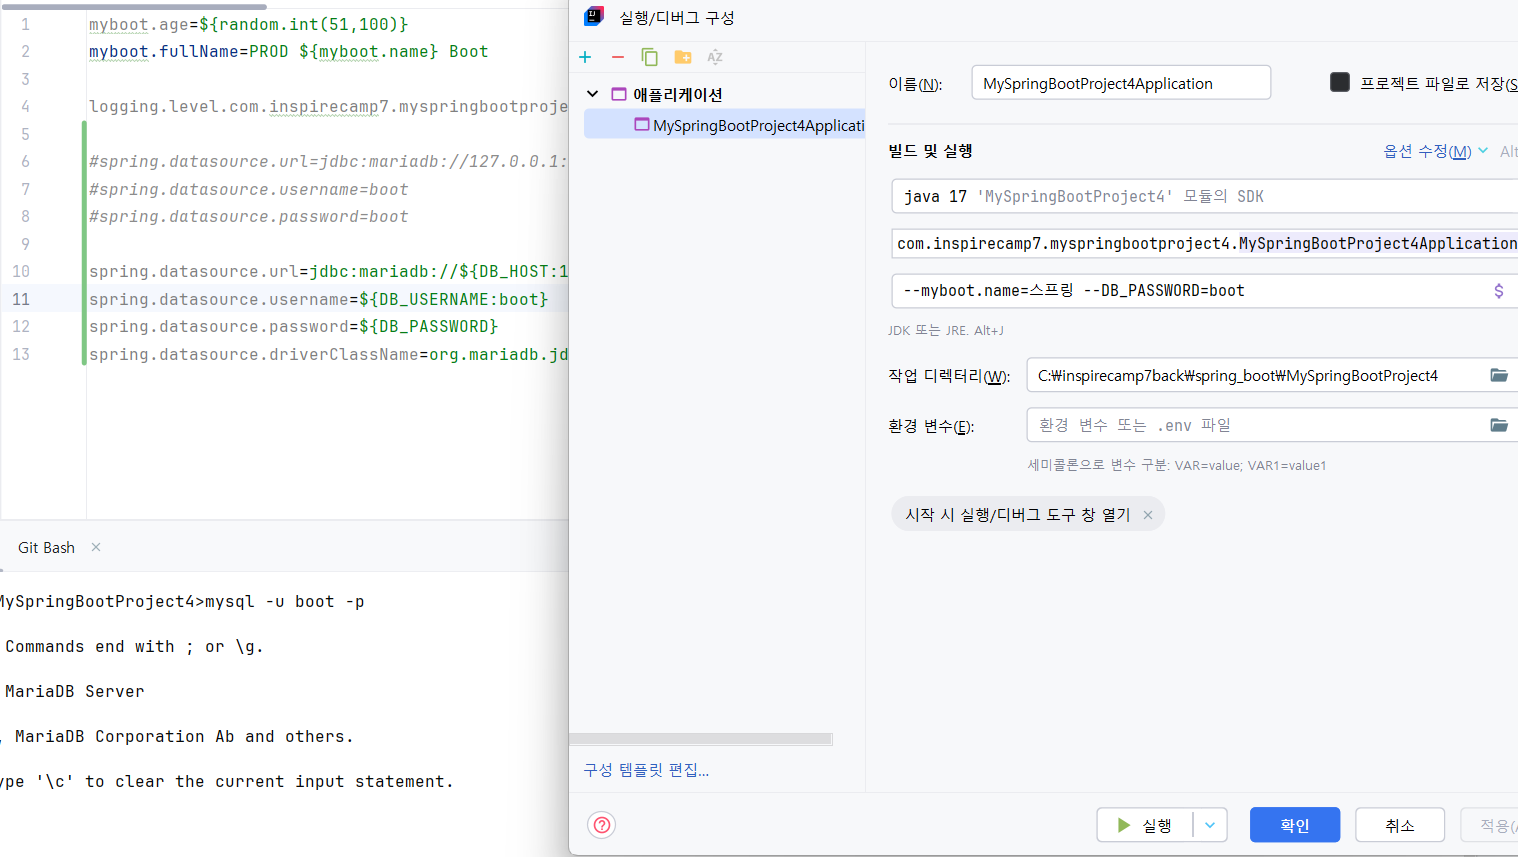 1 myboot.age=${random.int(51,100)}
2 myboot.fullName=PROD ${myboot.name} Boot
3
4 logging.level.com.inspirecamp7.myspringbootproje
5
6 #spring.datasource.url=jdbc:mariadb://127.0.0.1:
7 #spring.datasource.username=boot
8 #spring.datasource.password=boot
9
10 spring.datasource.url=jdbc:mariadb://${DB_HOST:1
11 spring.datasource.username=${DB_USERNAME:boot}
12 spring.datasource.password=${DB_PASSWORD}
13 spring.datasource.driverClassName=org.mariadb.jd
Git Bash
MySpringBootProject4>mysql -u boot -p
Commands end with ; or \g.
MariaDB Server
, MariaDB Corporation Ab and others.
ype '\c' to clear the current input statement.
실행/디버그 구성
애플리케이션
MySpringBootProject4Applicati
구성 템플릿 편집...
이름(N): MySpringBootProject4Application 프로젝트 파일로 저장(S
빌드 및 실행 옵션 수정(M) Alt
java 17 'MySpringBootProject4' 모듈의 SDK
com.inspirecamp7.myspringbootproject4.MySpringBootProject4Application
--myboot.name=스프링 --DB_PASSWORD=boot
JDK 또는 JRE. Alt+J
작업 디렉터리(W): C:\inspirecamp7back\spring_boot\MySpringBootProject4
환경 변수(E): 환경 변수 또는 .env 파일
세미콜론으로 변수 구분: VAR=value; VAR1=value1
시작 시 실행/디버그 도구 창 열기
실행 확인 취소 적용(A